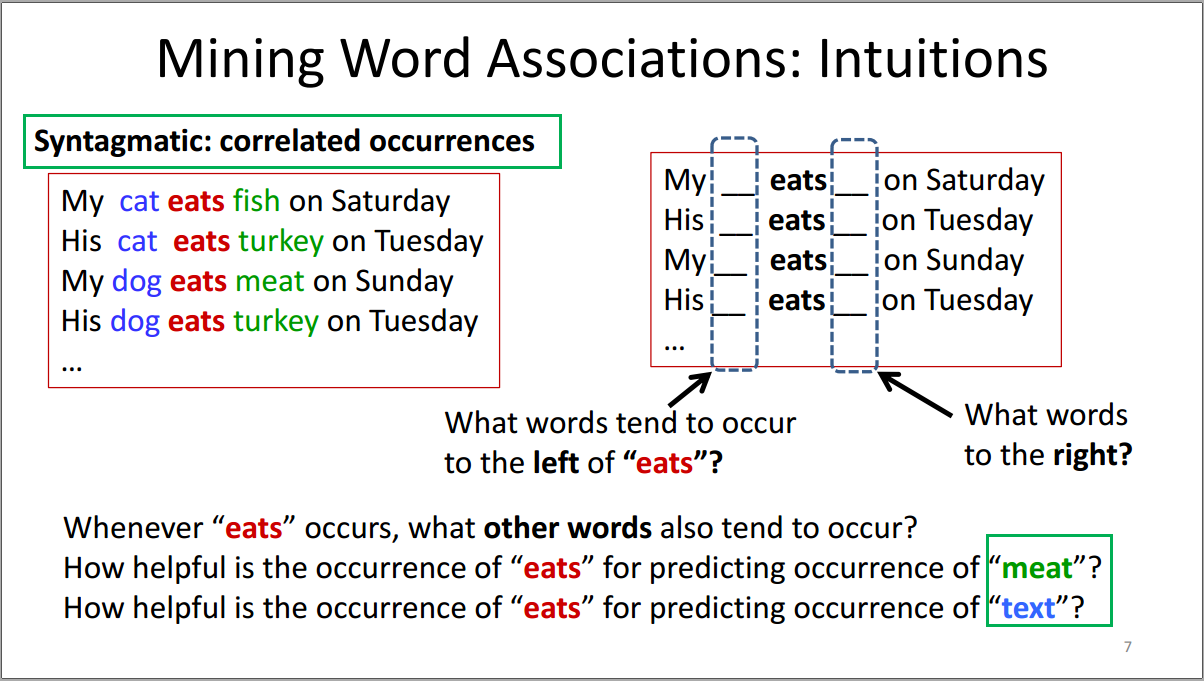 Mining Word Associations: Intuitions
Syntagmatic: correlated occurrences
My cat eats fish on Saturday
His cat eats turkey on Tuesday
My dog eats meat on Sunday
His dog eats turkey on Tuesday
...
My __ eats __ on Saturday
His __ eats __ on Tuesday
My __ eats __ on Sunday
His __ eats __ on Tuesday
...
What words tend to occur
to the left of “eats”?
What words
to the right?
Whenever “eats” occurs, what other words also tend to occur?
How helpful is the occurrence of “eats” for predicting occurrence of “meat”?
How helpful is the occurrence of “eats” for predicting occurrence of “text”?
7